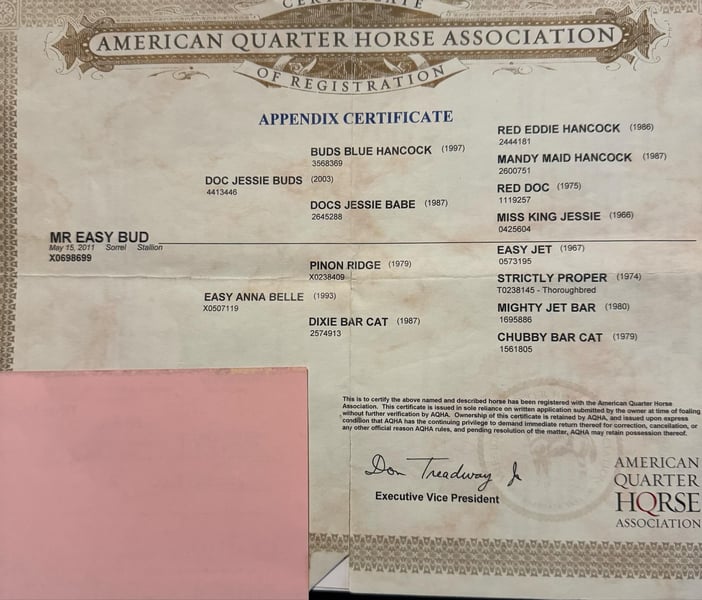 CERTIFICATE
AMERICAN QUARTER HORSE ASSOCIATION
OF REGISTRATION
APPENDIX CERTIFICATE
RED EDDIE HANCOCK (1986)
2444181
BUDS BLUE HANCOCK (1997)
3568369
MANDY MAID HANCOCK (1987)
2600751
DOC JESSIE BUDS (2003)
4413446
RED DOC (1975)
1119257
DOCS JESSIE BABE (1987)
2645288
MISS KING JESSIE (1966)
0425604
MR EASY BUD
May 15, 2011 Sorrel Stallion
X0698699
EASY JET (1967)
0573195
PINON RIDGE (1979)
X0238409
STRICTLY PROPER (1974)
T0238145 - Thoroughbred
EASY ANNA BELLE (1993)
X0507119
MIGHTY JET BAR (1980)
1695886
DIXIE BAR CAT (1987)
2574913
CHUBBY BAR CAT (1979)
1561805
This is to certify the above named and described horse has been registered with the American Quarter Horse
Association. This certificate is issued in sole reliance on written application submitted by the owner at time of foaling
without further verification by AQHA. Ownership of this certificate is retained by AQHA, and issued upon express
condition that AQHA has the continuing privilege to demand immediate return thereof for correction, cancellation, or
any other official reason AQHA rules, and pending resolution of the matter, AQHA may retain possession thereof.
Don Treadway Jr
Executive Vice President
AMERICAN
QUARTER
HORSE
ASSOCIATION